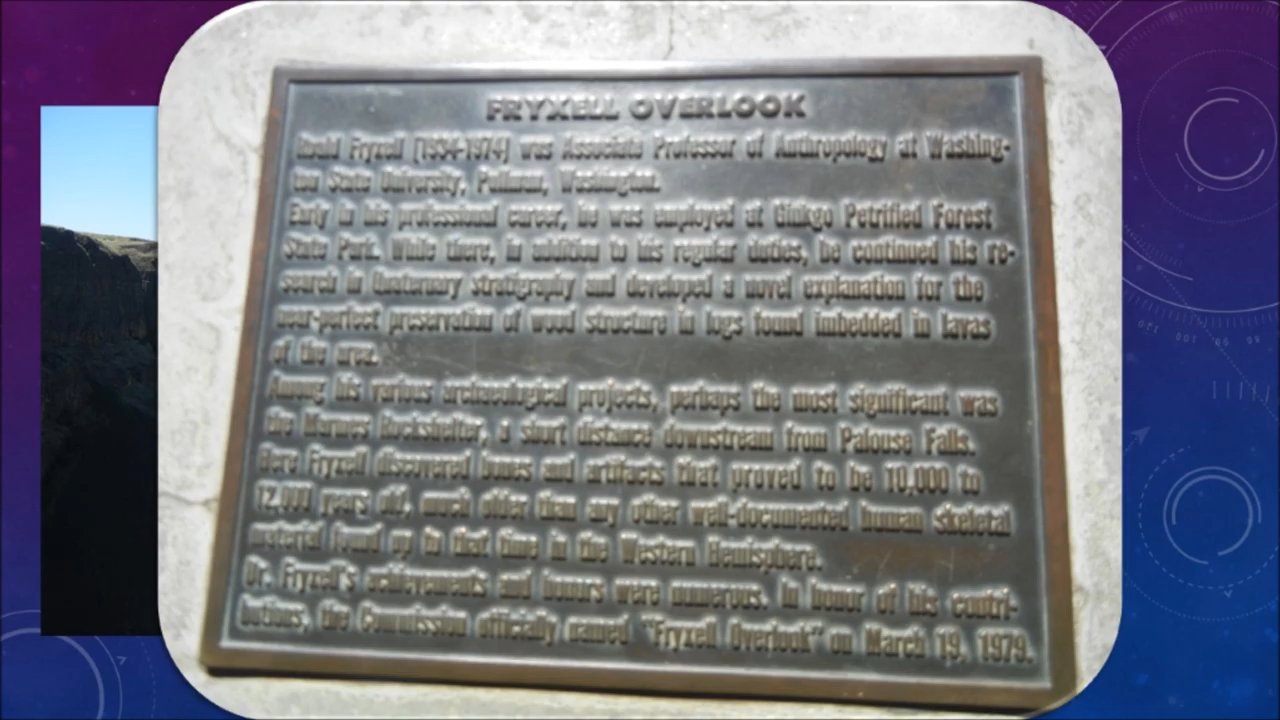 FRYXELL OVERLOOK
Roald Fryxell (1934-1974) was Associate Professor of Anthropology at Washing-
ton State University, Pullman, Washington.
Early in his professional career, he was employed at Ginkgo Petrified Forest
State Park. While there, in addition to his regular duties, he continued his re-
search in Quaternary stratigraphy and developed a novel explanation for the
near-perfect preservation of wood structure in logs found imbedded in lavas
of the area.
Among his various archaeological projects, perhaps the most significant was
the Marmes Rockshelter, a short distance downstream from Palouse Falls.
Here Fryxell discovered bones and artifacts that proved to be 10,000 to
12,000 years old, much older than any other well-documented human skeletal
material found up to that time in the Western Hemisphere.
Dr. Fryxell's achievements and honors were numerous. In honor of his contri-
butions, the Commission officially named "Fryxell Overlook" on March 19, 1979.